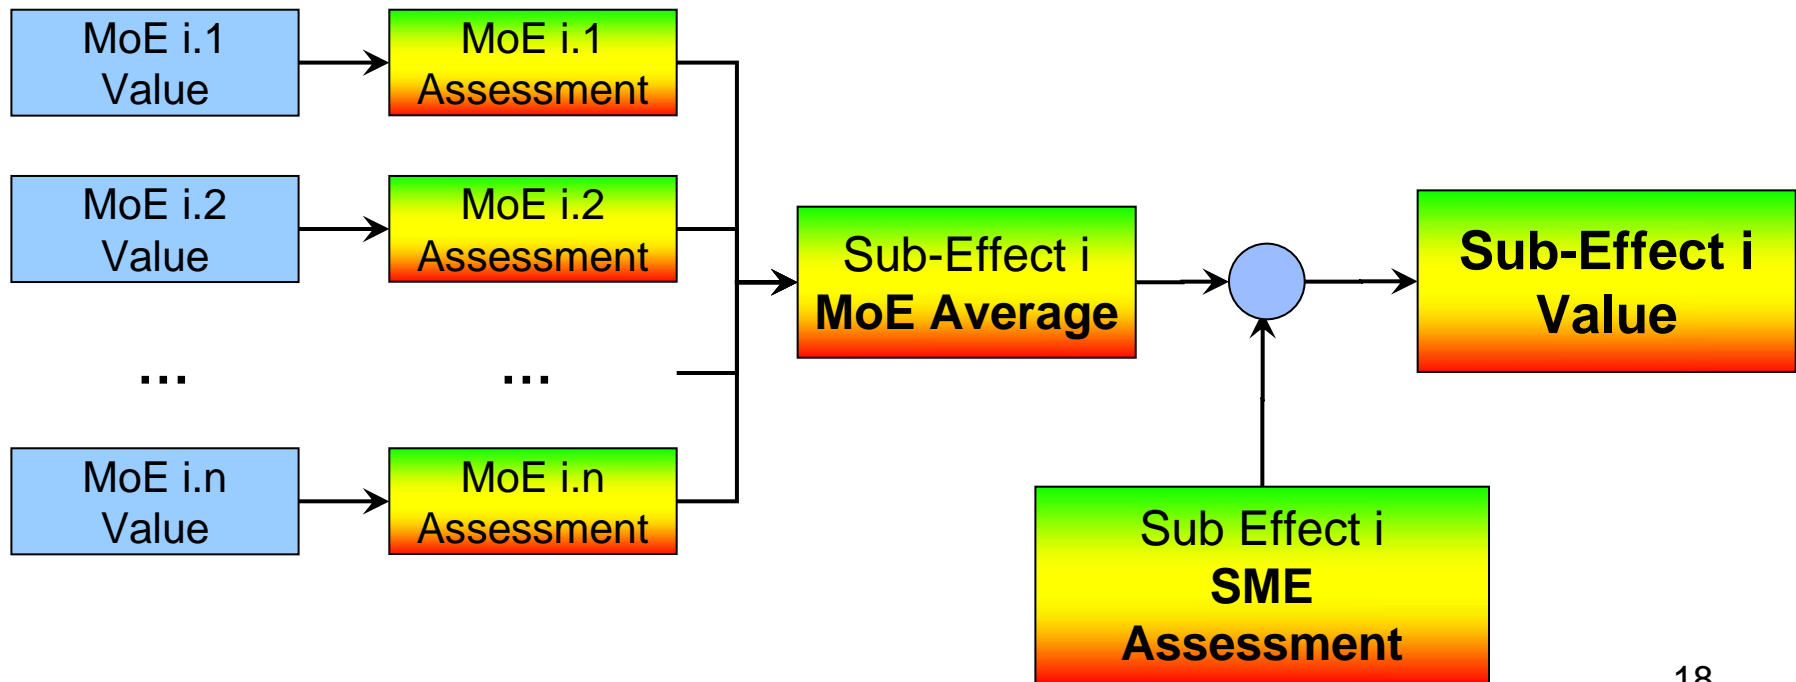 MoE i.1
Value
MoE i.1
Assessment
MoE i.2
Value
MoE i.2
Assessment
...
...
MoE i.n
Value
MoE i.n
Assessment
Sub-Effect i
MoE Average
Sub Effect i
SME
Assessment
Sub-Effect i
Value
18